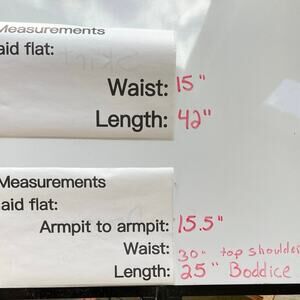 Measurements
aid flat:
Waist: 15"
Length: 42"
Measurements
aid flat:
Armpit to armpit: 15.5"
Waist:
30" top shoulder
Length: 25" Boddice